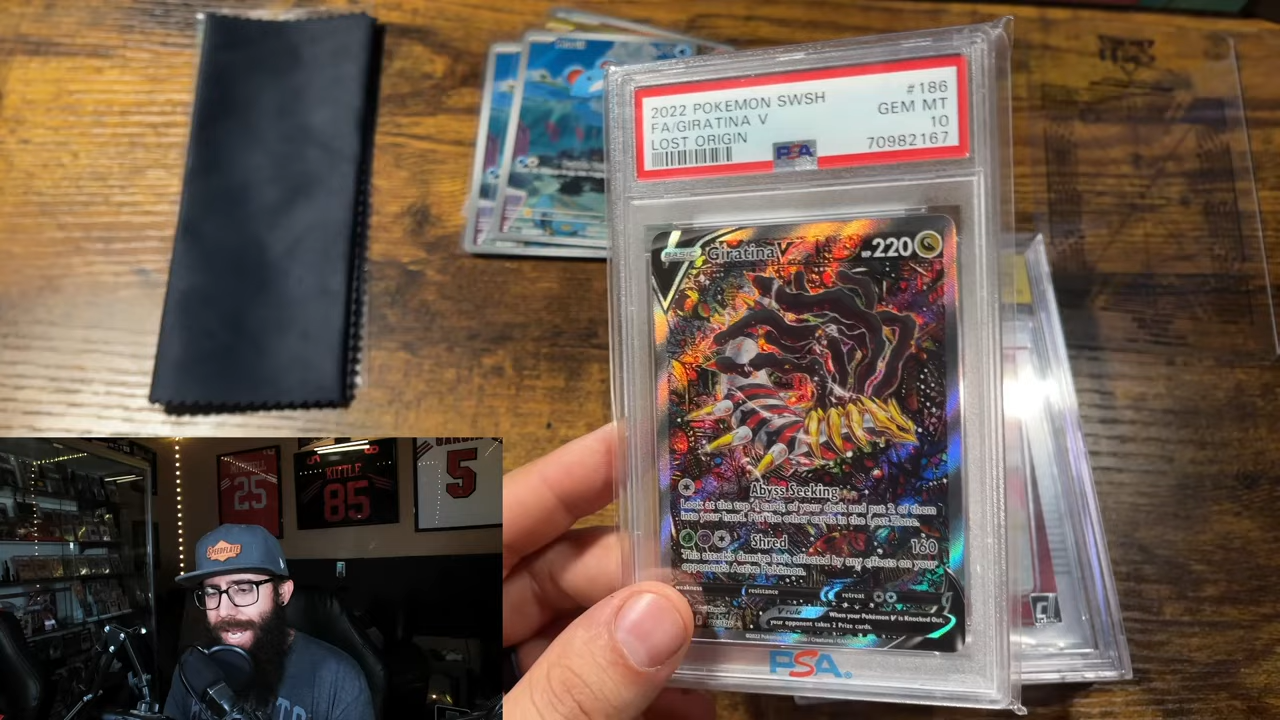 2022 POKEMON SWSH #186
FA/GIRATINA V GEM MT
LOST ORIGIN 10
PSA 70982167
BASIC Giratina V HP 220
Abyss Seeking
Look at the top 4 cards of your deck and put 2 of them
into your hand. Put the other cards in the Lost Zone.
Shred 160
This attack's damage isn't affected by any effects on your
opponent's Active Pokémon.
weakness resistance retreat
V rule When your Pokémon V is Knocked Out,
your opponent takes 2 Prize cards.
PSA
MITCHELL
25
KITTLE
85
5
SPEEDFLATE